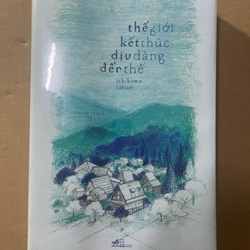 thế giới
kết thúc
dịu dàng
đến thế
ichikawa
takuji